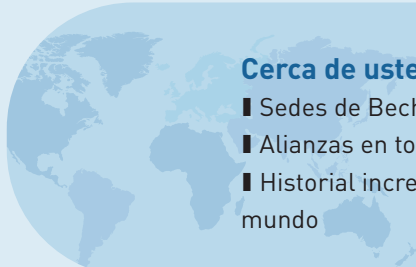 Cerca de uste
▌Sedes de Bech
▌Alianzas en to
▌Historial incre
mundo